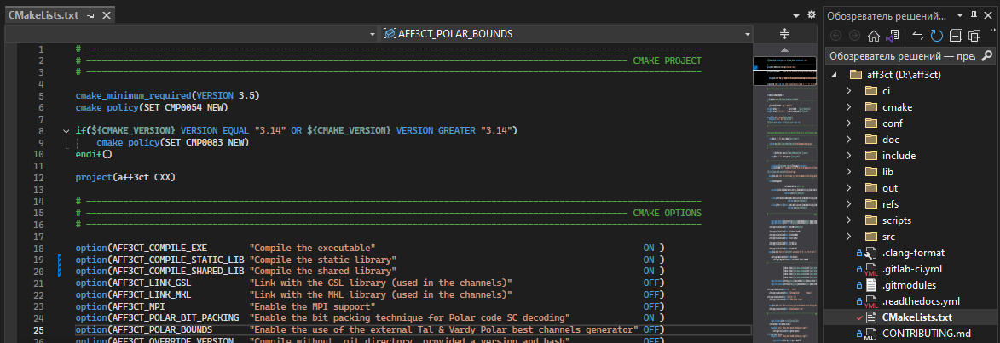 CMakeLists.txt
AFF3CT_POLAR_BOUNDS
1 # --------------------------------------------------------------------------------------------------------------------
2 # ------------------------------------------------------------------------------------------------------ CMAKE PROJECT
3 # --------------------------------------------------------------------------------------------------------------------
4
5 cmake_minimum_required(VERSION 3.5)
6 cmake_policy(SET CMP0054 NEW)
7
8 if(${CMAKE_VERSION} VERSION_EQUAL "3.14" OR ${CMAKE_VERSION} VERSION_GREATER "3.14")
9 cmake_policy(SET CMP0083 NEW)
10 endif()
11
12 project(aff3ct CXX)
13
14 # --------------------------------------------------------------------------------------------------------------------
15 # ------------------------------------------------------------------------------------------------------ CMAKE OPTIONS
16 # --------------------------------------------------------------------------------------------------------------------
17
18 option(AFF3CT_COMPILE_EXE "Compile the executable" ON )
19 option(AFF3CT_COMPILE_STATIC_LIB "Compile the static library" ON )
20 option(AFF3CT_COMPILE_SHARED_LIB "Compile the shared library" ON )
21 option(AFF3CT_LINK_GSL "Link with the GSL library (used in the channels)" OFF)
22 option(AFF3CT_LINK_MKL "Link with the MKL library (used in the channels)" OFF)
23 option(AFF3CT_MPI "Enable the MPI support" OFF)
24 option(AFF3CT_POLAR_BIT_PACKING "Enable the bit packing technique for Polar code SC decoding" ON )
25 option(AFF3CT_POLAR_BOUNDS "Enable the use of the external Tal & Vardy Polar best channels generator" OFF)
26 option(AFF3CT_OVERRIDE_VERSION "Compile without .git directory, provided a version and hash" OFF)
Обозреватель решений…
Обозреватель решений — пре
aff3ct (D:\aff3ct)
ci
cmake
conf
doc
include
lib
out
refs
scripts
src
.clang-format
YML .gitlab-ci.yml
.gitmodules
YML .readthedocs.yml
CMakeLists.txt
M↓ CONTRIBUTING.md